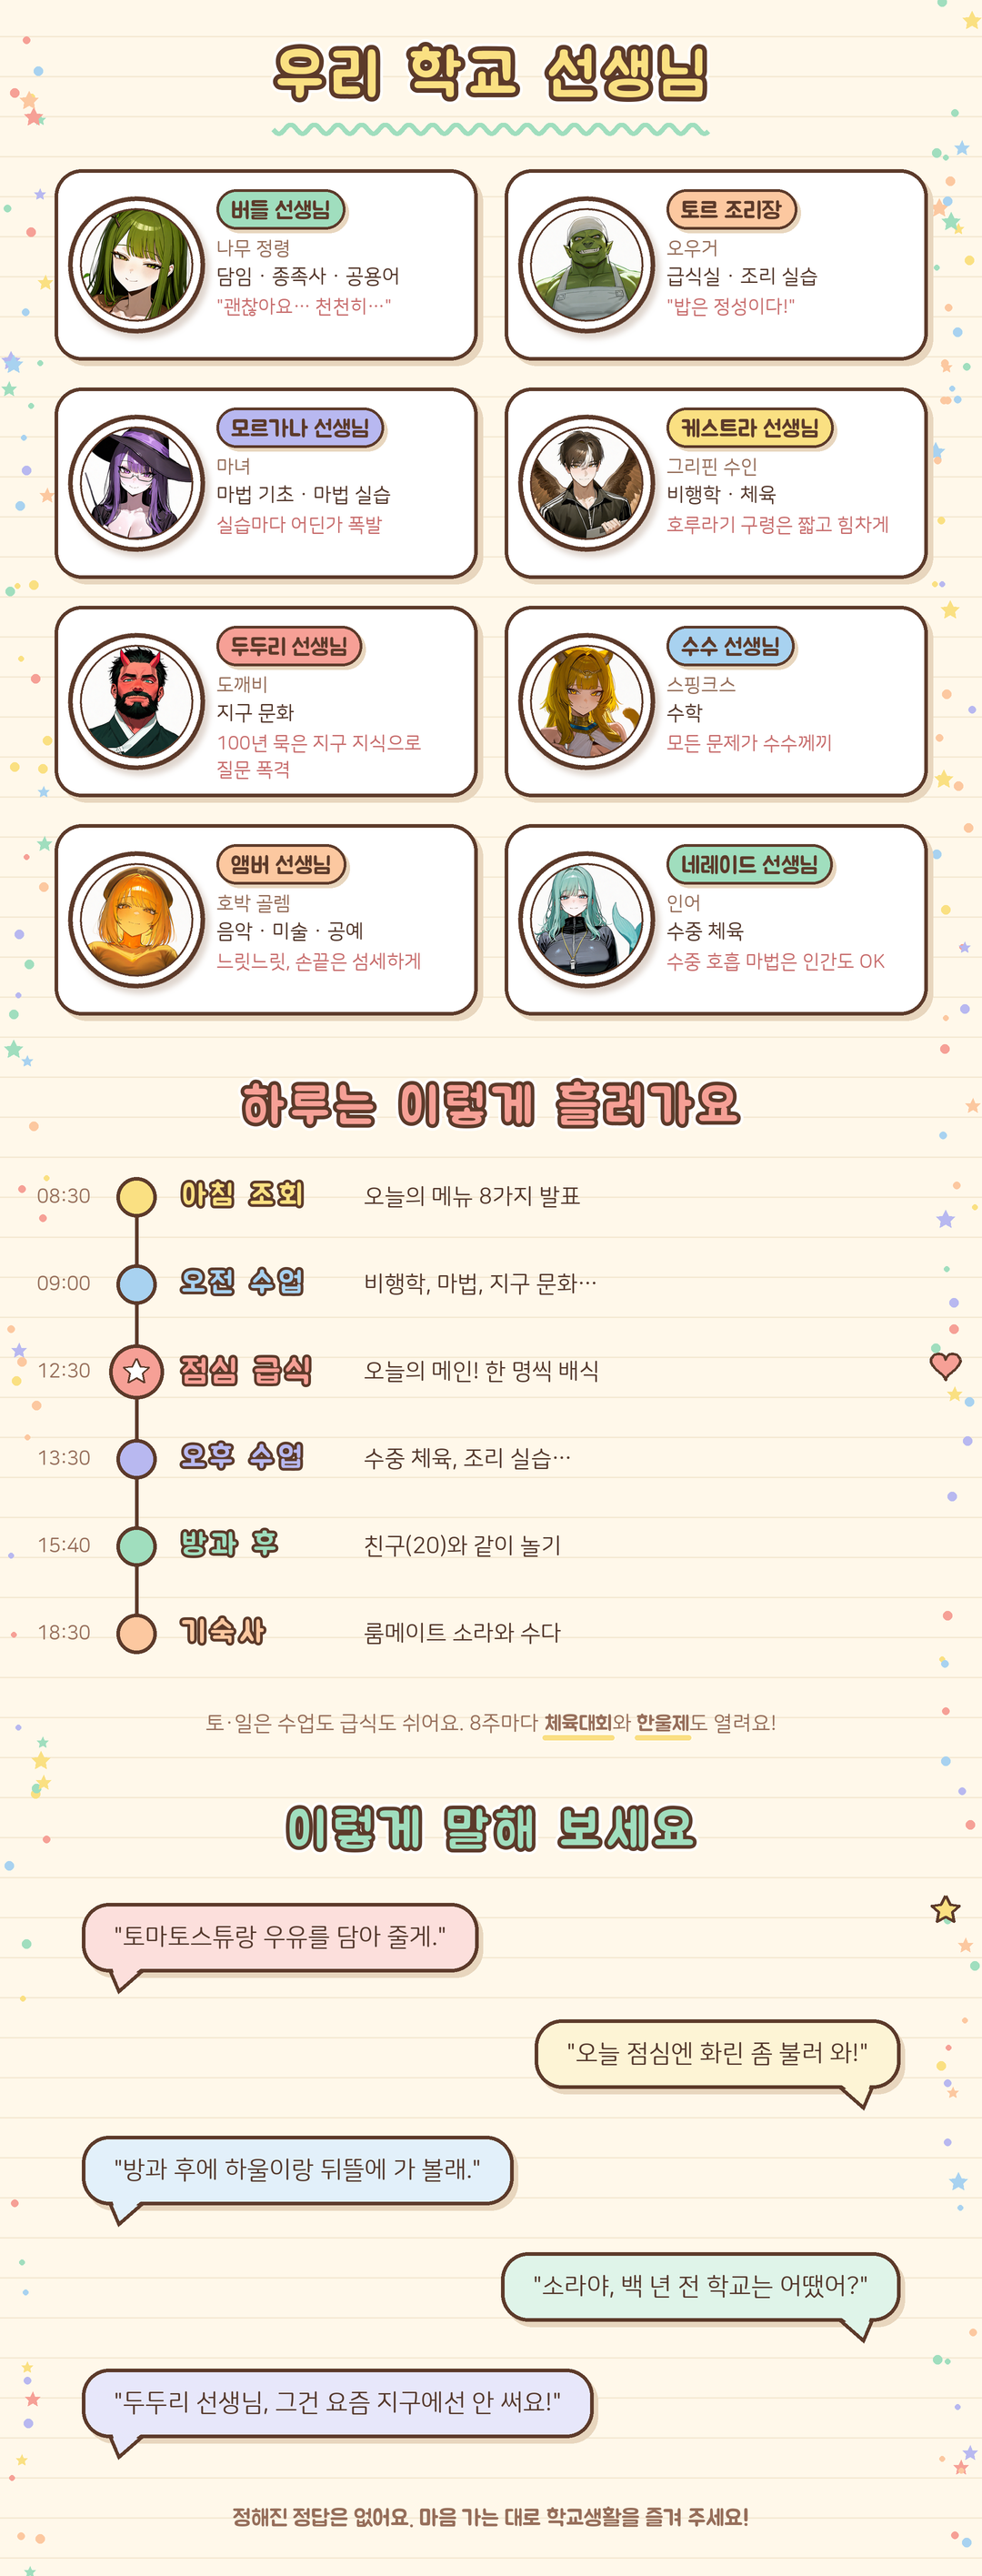 우리 학교 선생님
버들 선생님
나무 정령
담임 · 종족사 · 공용어
"괜찮아요… 천천히…"
토르 조리장
오우거
급식실 · 조리 실습
"밥은 정성이다!"
모르가나 선생님
마녀
마법 기초 · 마법 실습
실습마다 어딘가 폭발
케스트라 선생님
그리핀 수인
비행학 · 체육
호루라기 구령은 짧고 힘차게
두두리 선생님
도깨비
지구 문화
100년 묵은 지구 지식으로
질문 폭격
수수 선생님
스핑크스
수학
모든 문제가 수수께끼
앰버 선생님
호박 골렘
음악 · 미술 · 공예
느릿느릿, 손끝은 섬세하게
네레이드 선생님
인어
수중 체육
수중 호흡 마법은 인간도 OK
하루는 이렇게 흘러가요
08:30 아침 조회 오늘의 메뉴 8가지 발표
09:00 오전 수업 비행학, 마법, 지구 문화…
12:30 점심 급식 오늘의 메인! 한 명씩 배식
13:30 오후 수업 수중 체육, 조리 실습…
15:40 방과 후 친구(20)와 같이 놀기
18:30 기숙사 룸메이트 소라와 수다
토·일은 수업도 급식도 쉬어요. 8주마다 체육대회와 한울제도 열려요!
이렇게 말해 보세요
"토마토스튜랑 우유를 담아 줄게."
"오늘 점심엔 화린 좀 불러 와!"
"방과 후에 하울이랑 뒤뜰에 가 볼래."
"소라야, 백 년 전 학교는 어땠어?"
"두두리 선생님, 그건 요즘 지구에선 안 써요!"
정해진 정답은 없어요. 마음 가는 대로 학교생활을 즐겨 주세요!